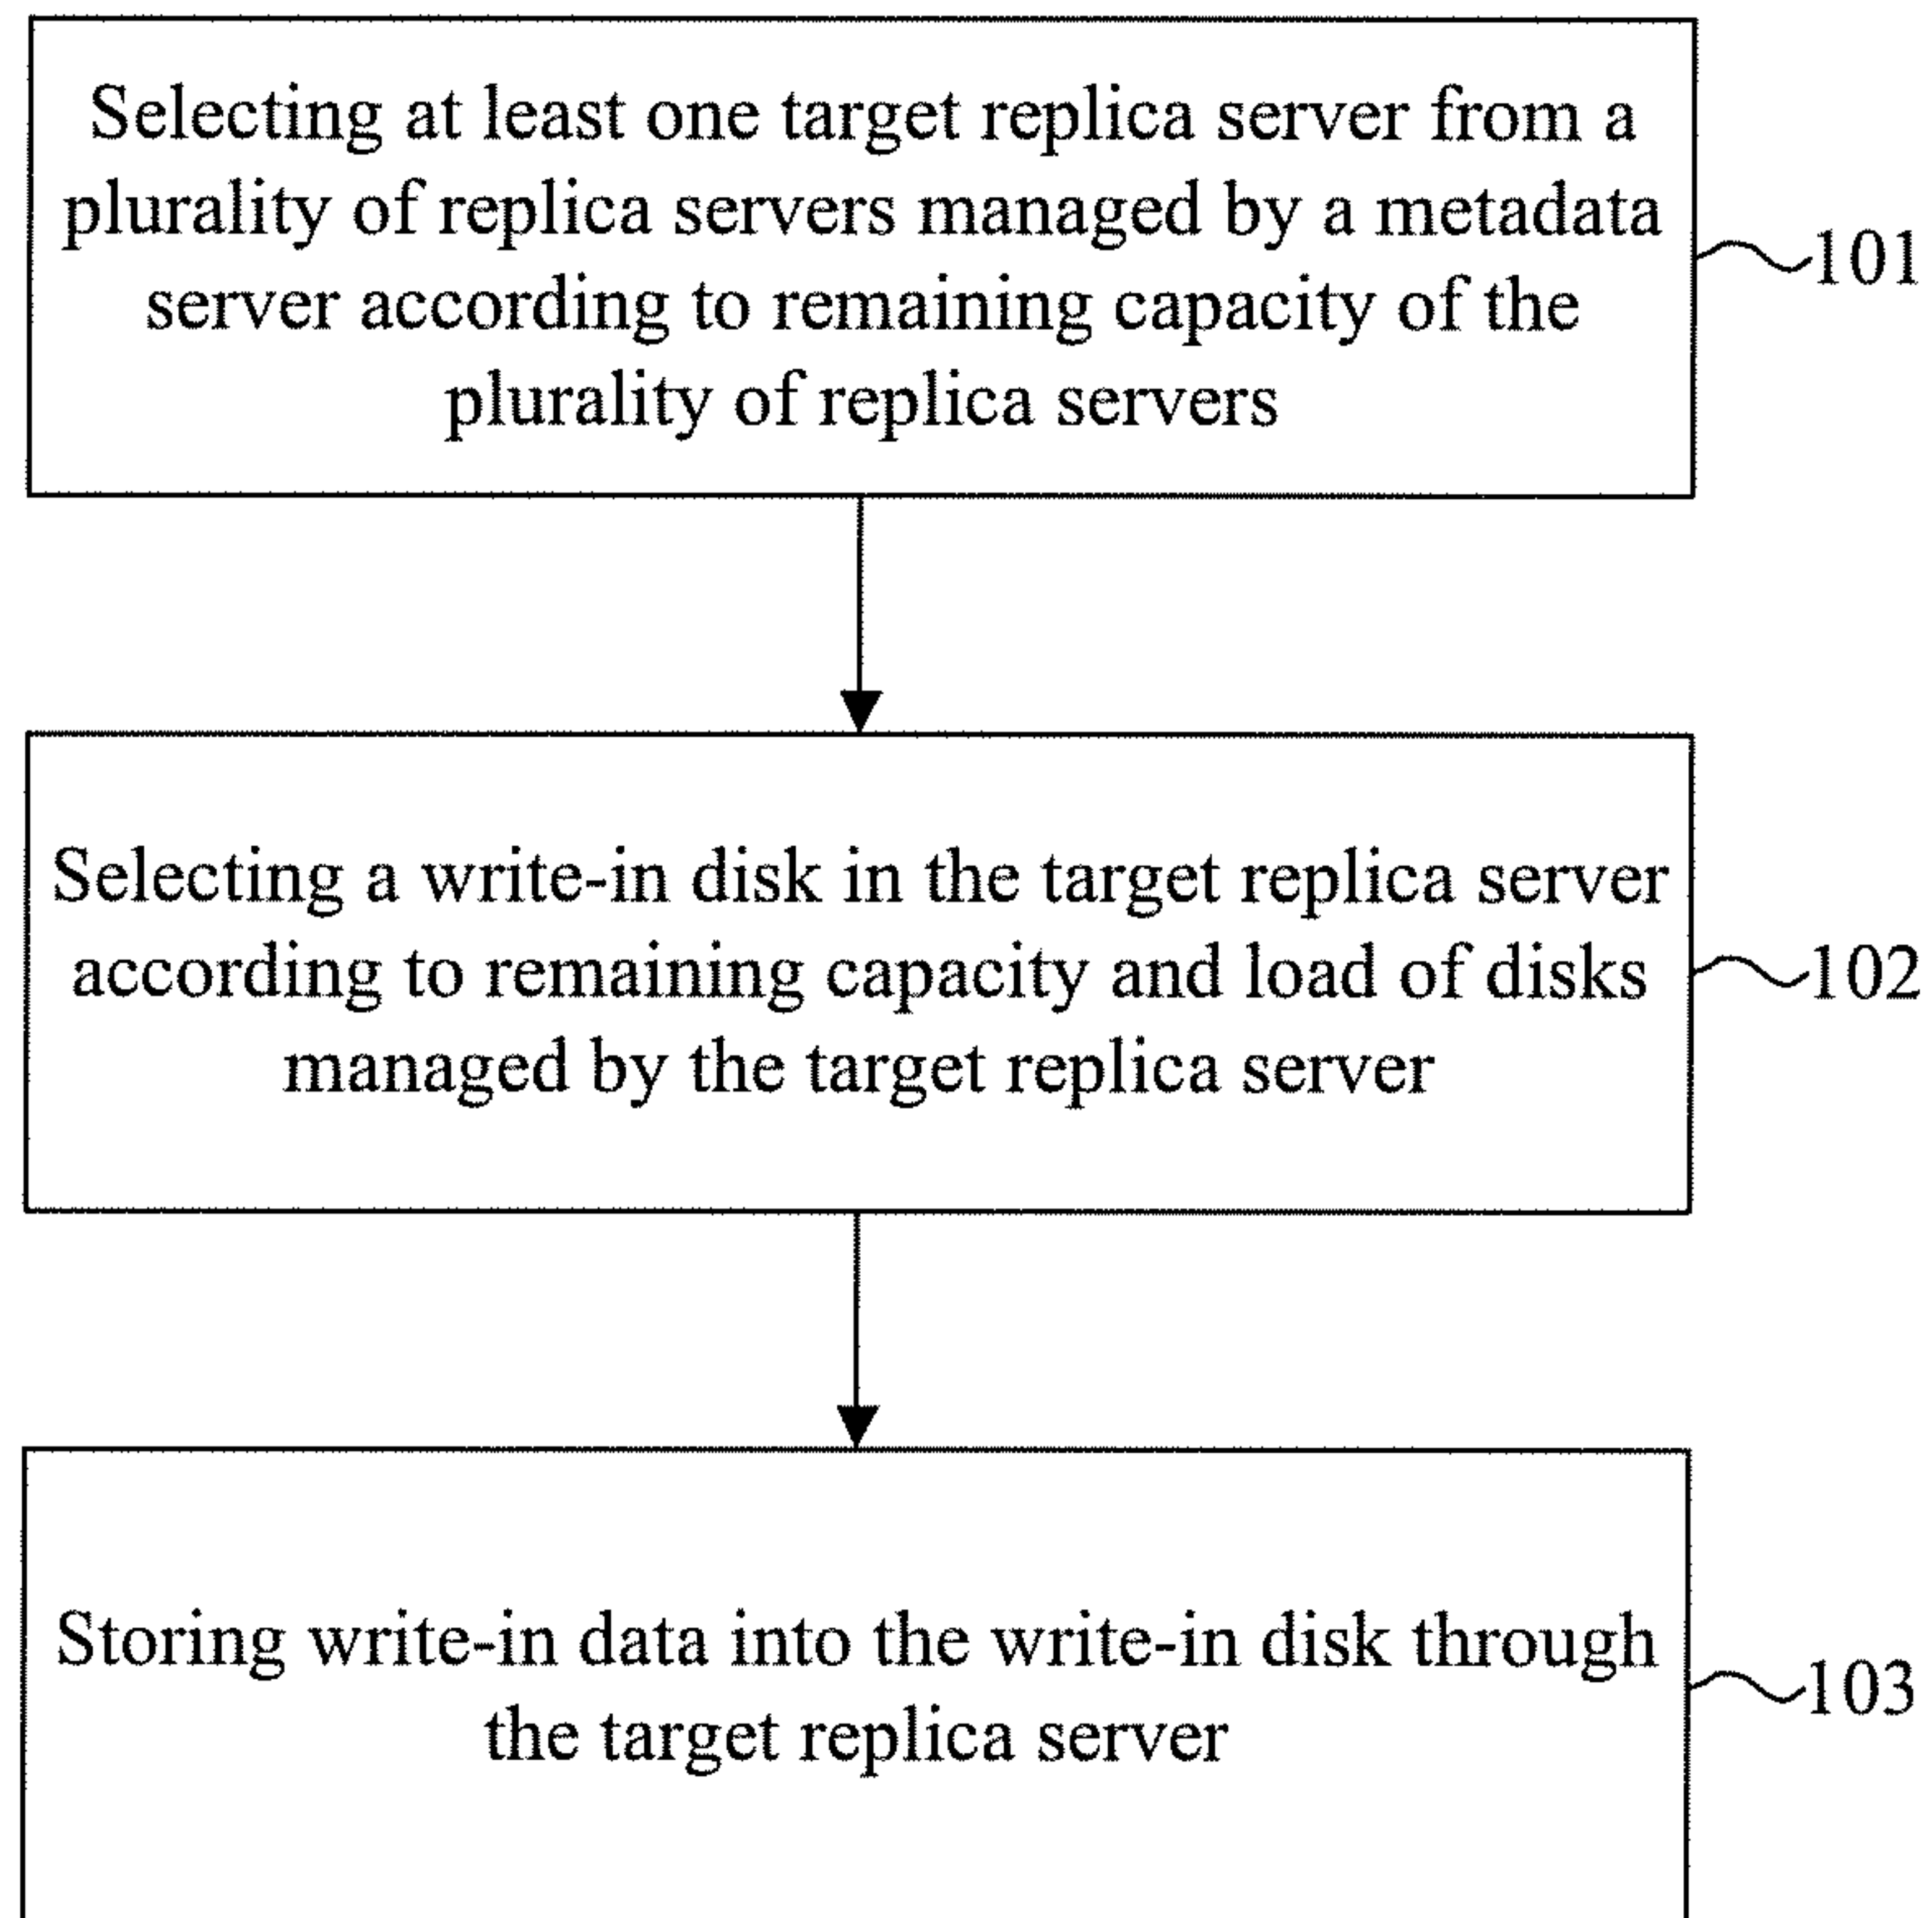 Selecting at least one target replica server from a
plurality of replica servers managed by a metadata
server according to remaining capacity of the
plurality of replica servers
101
Selecting a write-in disk in the target replica server
according to remaining capacity and load of disks
managed by the target replica server
102
Storing write-in data into the write-in disk through
the target replica server
103